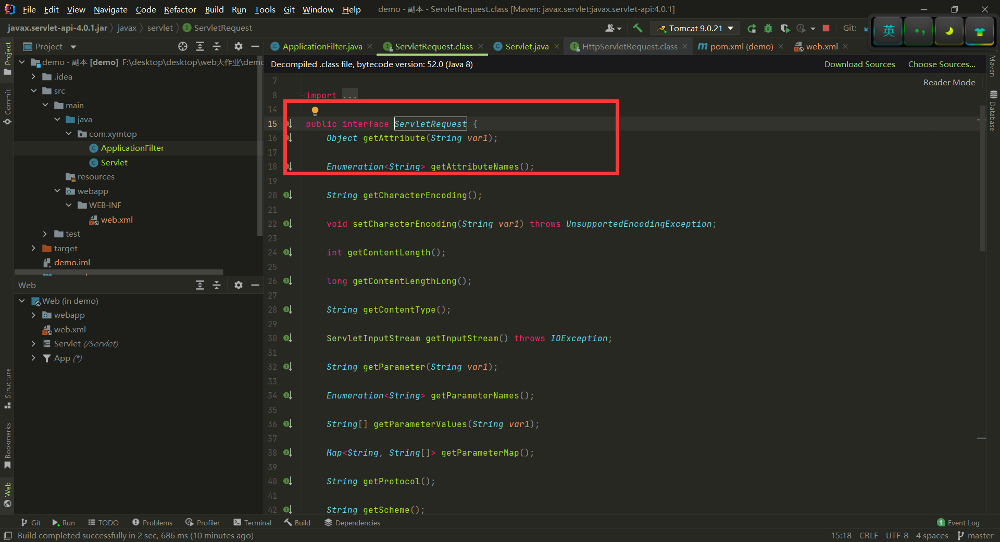 File Edit View Navigate Code Refactor Build Run Tools Git Window Help demo - 副本 - ServletRequest.class [Maven: javax.servlet:javax.servlet-api:4.0.1]
javax.servlet-api-4.0.1.jar javax servlet ServletRequest Tomcat 9.0.21 Git:
英
Project
ApplicationFilter.java ServletRequest.class Servlet.java HttpServletRequest.class pom.xml (demo) web.xml
Decompiled .class file, bytecode version: 52.0 (Java 8) Download Sources Choose Sources...
Reader Mode
Project
Commit
Structure
Bookmarks
Web
Maven
Database
demo - 副本 [demo] F:\desktop\desktop\web大作业\demo
.idea
src
main
java
com.xymtop
ApplicationFilter
Servlet
resources
webapp
WEB-INF
web.xml
test
target
demo.iml
Web
Web (in demo)
webapp
web.xml
Servlet (/Servlet)
App (*)
7
8 import ...
14
15 public interface ServletRequest {
16 Object getAttribute(String var1);
17
18 Enumeration<String> getAttributeNames();
19
20 String getCharacterEncoding();
21
22 void setCharacterEncoding(String var1) throws UnsupportedEncodingException;
23
24 int getContentLength();
25
26 long getContentLengthLong();
27
28 String getContentType();
29
30 ServletInputStream getInputStream() throws IOException;
31
32 String getParameter(String var1);
33
34 Enumeration<String> getParameterNames();
35
36 String[] getParameterValues(String var1);
37
38 Map<String, String[]> getParameterMap();
39
40 String getProtocol();
41
42 String getScheme();
Git Run TODO Problems Profiler Terminal Build Dependencies 1 Event Log
Build completed successfully in 2 sec, 686 ms (10 minutes ago) 15:18 CRLF UTF-8 4 spaces master